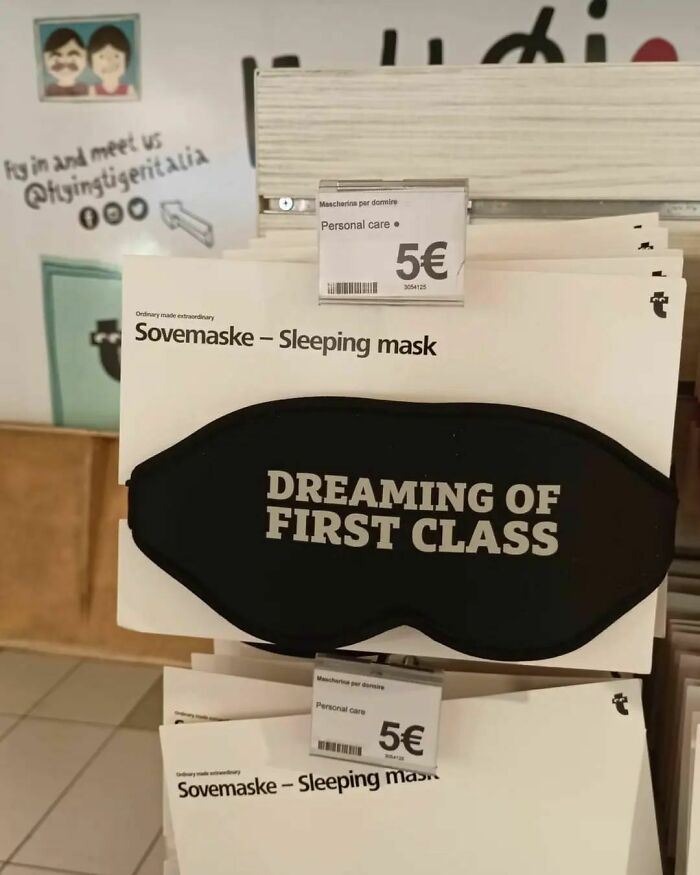 Fly in and meet us
@flyingtigeritalia
Mascherina per dormire
Personal care
5€
3054125
Ordinary made extraordinary
Sovemaske – Sleeping mask
DREAMING OF
FIRST CLASS
Mascherina per dormire
Personal care
5€
3054125
Ordinary made extraordinary
Sovemaske – Sleeping mask